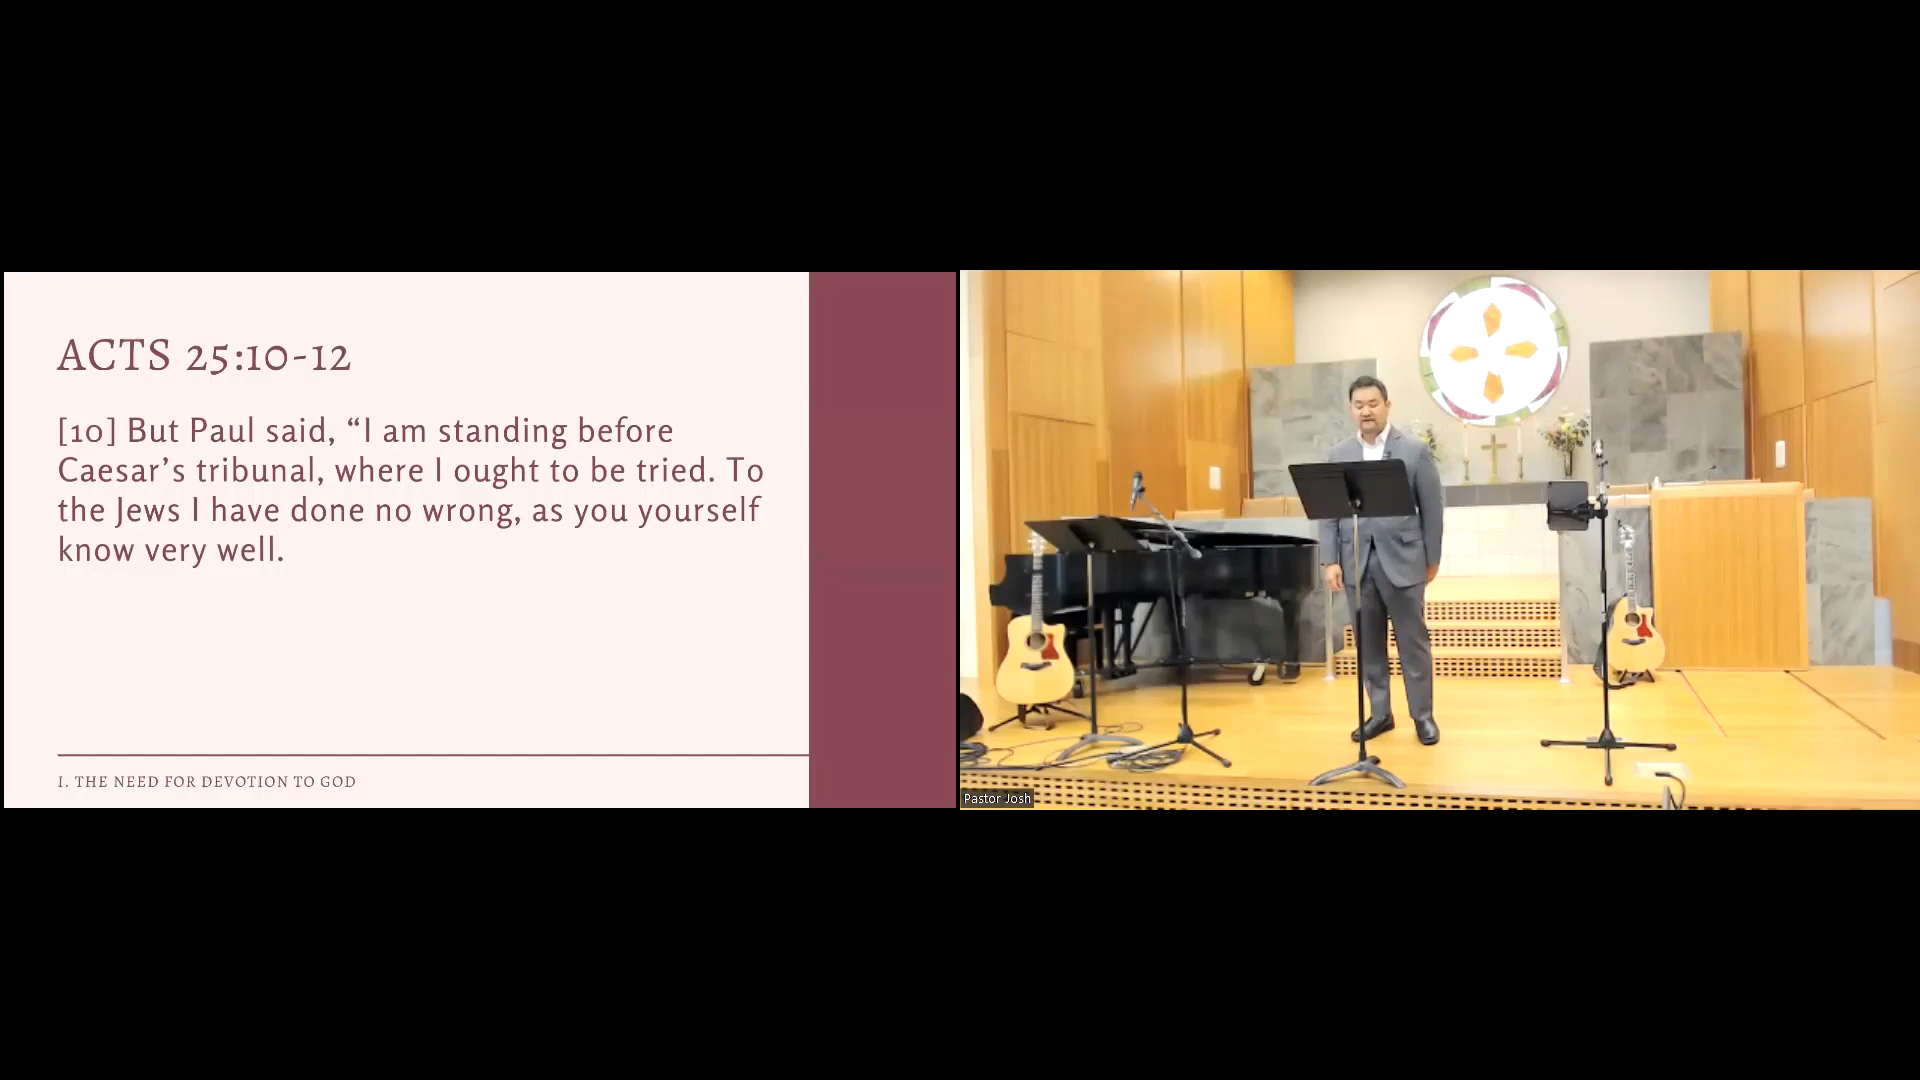 ACTS 25:10-12
[10] But Paul said, “I am standing before
Caesar’s tribunal, where I ought to be tried. To
the Jews I have done no wrong, as you yourself
know very well.
I. THE NEED FOR DEVOTION TO GOD
Pastor Josh